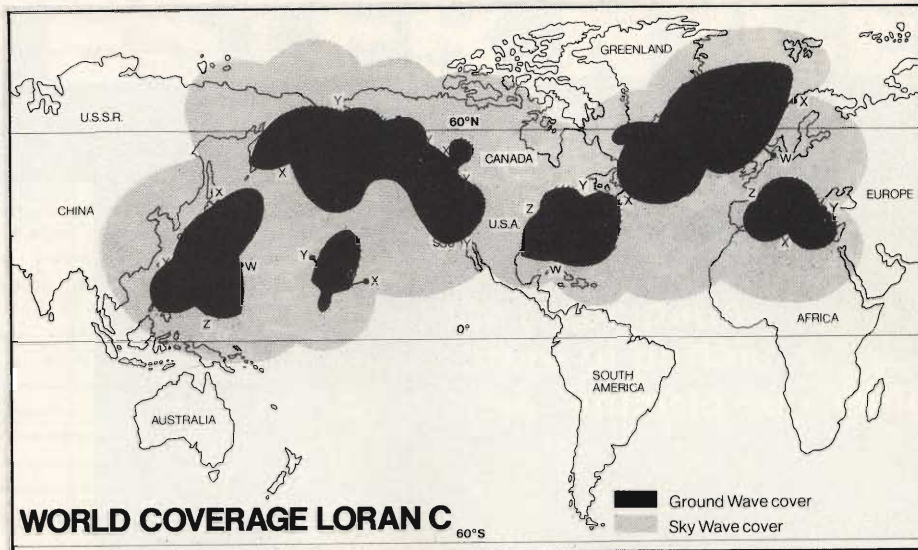 GREENLAND
U.S.S.R.
Y
X
60°N
X
CANADA
W
X
Y
CHINA
X
Z
Z
X
Y
EUROPE
U.S.A.
Y
Y
W
X
W
Z
0°
AFRICA
SOUTH
AMERICA
AUSTRALIA
Ground Wave cover
Sky Wave cover
WORLD COVERAGE LORAN C
60°S